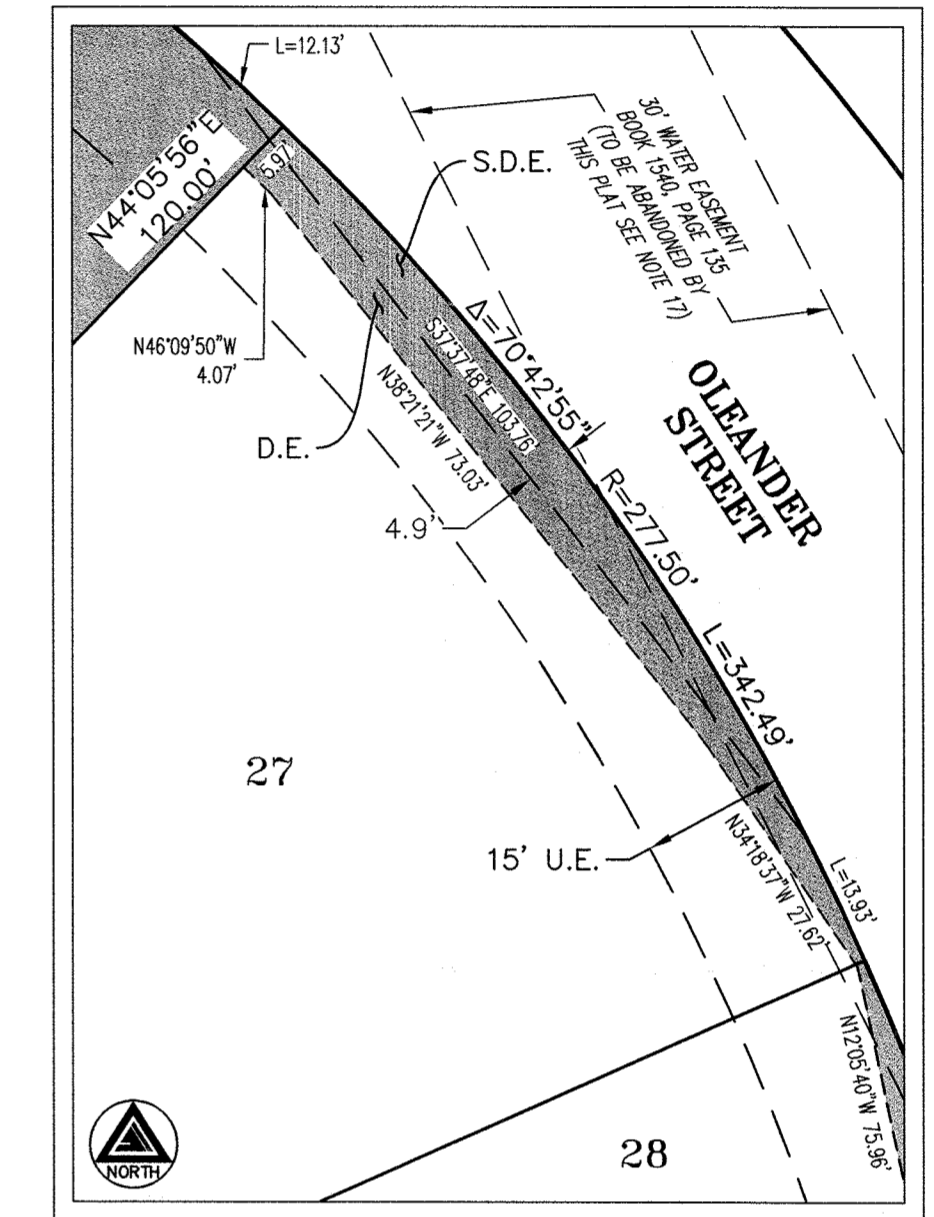 L=12.13'
30' WATER EASEMENT
BOOK 1540, PAGE 135
(TO BE ABANDONED BY
THIS PLAT SEE NOTE 17)
N44°05'56"E
120.00'
5.97'
S.D.E.
N46°09'50"W
4.07'
D.E.
Δ=70°42'55"
S37°37'48"E 103.76'
N38°21'21"W 73.03'
4.9'
OLEANDER
STREET
R=277.50'
L=342.49'
27
15' U.E.
N34°18'37"W 27.62'
L=13.93'
N12°05'40"W 75.96'
28
NORTH